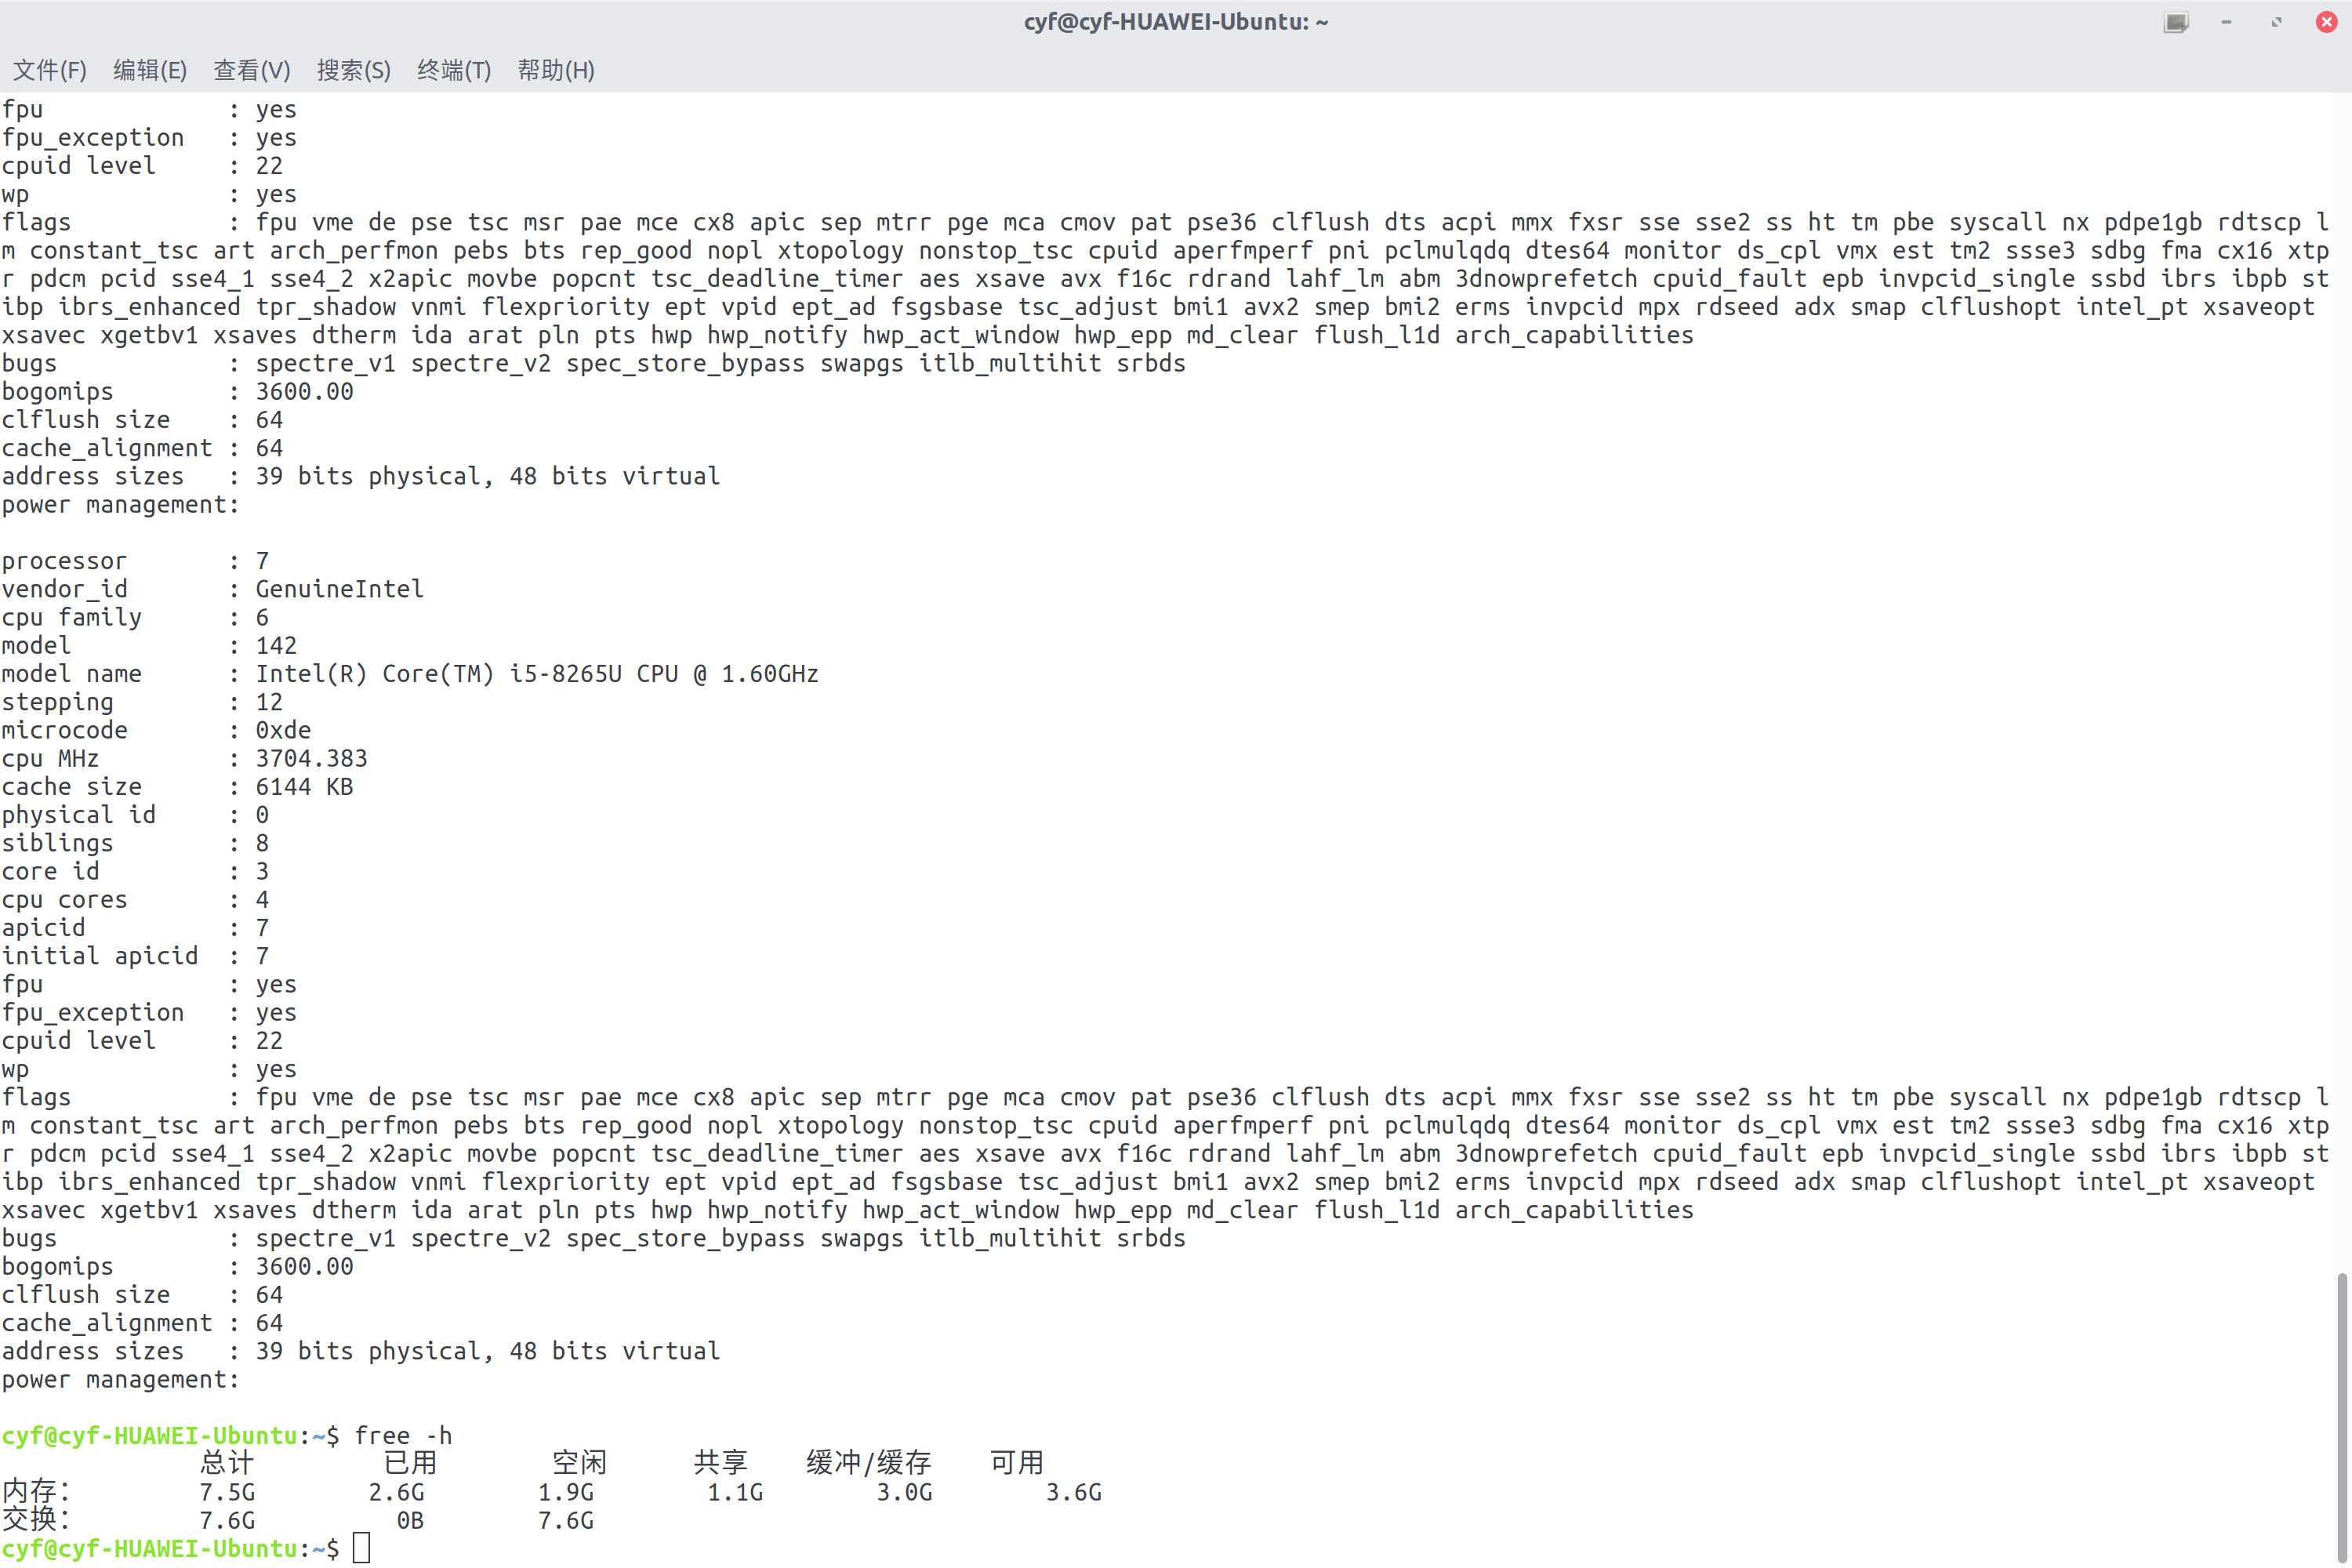 cyf@cyf-HUAWEI-Ubuntu: ~
文件(F) 编辑(E) 查看(V) 搜索(S) 终端(T) 帮助(H)
fpu : yes
fpu_exception : yes
cpuid level : 22
wp : yes
flags : fpu vme de pse tsc msr pae mce cx8 apic sep mtrr pge mca cmov pat pse36 clflush dts acpi mmx fxsr sse sse2 ss ht tm pbe syscall nx pdpe1gb rdtscp l
m constant_tsc art arch_perfmon pebs bts rep_good nopl xtopology nonstop_tsc cpuid aperfmperf pni pclmulqdq dtes64 monitor ds_cpl vmx est tm2 ssse3 sdbg fma cx16 xtp
r pdcm pcid sse4_1 sse4_2 x2apic movbe popcnt tsc_deadline_timer aes xsave avx f16c rdrand lahf_lm abm 3dnowprefetch cpuid_fault epb invpcid_single ssbd ibrs ibpb st
ibp ibrs_enhanced tpr_shadow vnmi flexpriority ept vpid ept_ad fsgsbase tsc_adjust bmi1 avx2 smep bmi2 erms invpcid mpx rdseed adx smap clflushopt intel_pt xsaveopt
xsavec xgetbv1 xsaves dtherm ida arat pln pts hwp hwp_notify hwp_act_window hwp_epp md_clear flush_l1d arch_capabilities
bugs : spectre_v1 spectre_v2 spec_store_bypass swapgs itlb_multihit srbds
bogomips : 3600.00
clflush size : 64
cache_alignment : 64
address sizes : 39 bits physical, 48 bits virtual
power management:
processor : 7
vendor_id : GenuineIntel
cpu family : 6
model : 142
model name : Intel(R) Core(TM) i5-8265U CPU @ 1.60GHz
stepping : 12
microcode : 0xde
cpu MHz : 3704.383
cache size : 6144 KB
physical id : 0
siblings : 8
core id : 3
cpu cores : 4
apicid : 7
initial apicid : 7
fpu : yes
fpu_exception : yes
cpuid level : 22
wp : yes
flags : fpu vme de pse tsc msr pae mce cx8 apic sep mtrr pge mca cmov pat pse36 clflush dts acpi mmx fxsr sse sse2 ss ht tm pbe syscall nx pdpe1gb rdtscp l
m constant_tsc art arch_perfmon pebs bts rep_good nopl xtopology nonstop_tsc cpuid aperfmperf pni pclmulqdq dtes64 monitor ds_cpl vmx est tm2 ssse3 sdbg fma cx16 xtp
r pdcm pcid sse4_1 sse4_2 x2apic movbe popcnt tsc_deadline_timer aes xsave avx f16c rdrand lahf_lm abm 3dnowprefetch cpuid_fault epb invpcid_single ssbd ibrs ibpb st
ibp ibrs_enhanced tpr_shadow vnmi flexpriority ept vpid ept_ad fsgsbase tsc_adjust bmi1 avx2 smep bmi2 erms invpcid mpx rdseed adx smap clflushopt intel_pt xsaveopt
xsavec xgetbv1 xsaves dtherm ida arat pln pts hwp hwp_notify hwp_act_window hwp_epp md_clear flush_l1d arch_capabilities
bugs : spectre_v1 spectre_v2 spec_store_bypass swapgs itlb_multihit srbds
bogomips : 3600.00
clflush size : 64
cache_alignment : 64
address sizes : 39 bits physical, 48 bits virtual
power management:
cyf@cyf-HUAWEI-Ubuntu:~$ free -h
总计 已用 空闲 共享 缓冲/缓存 可用
内存： 7.5G 2.6G 1.9G 1.1G 3.0G 3.6G
交换： 7.6G 0B 7.6G
cyf@cyf-HUAWEI-Ubuntu:~$